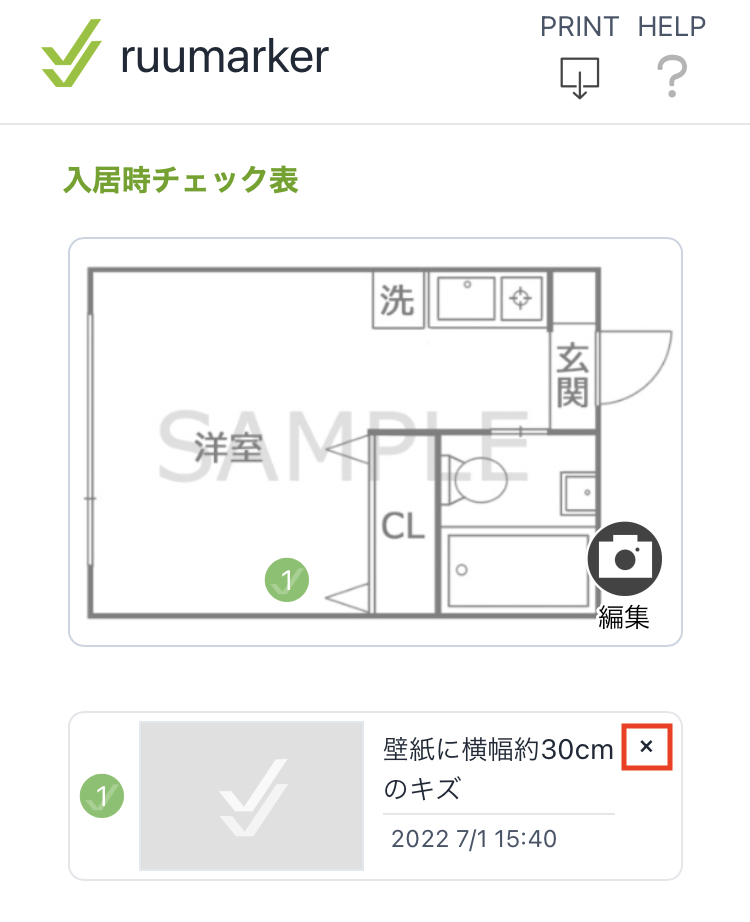 PRINT HELP
ruumarker
入居時チェック表
洗
玄関
SAMPLE
洋室
CL
1
編集
壁紙に横幅約30cm
×
のキズ
1
2022 7/1 15:40